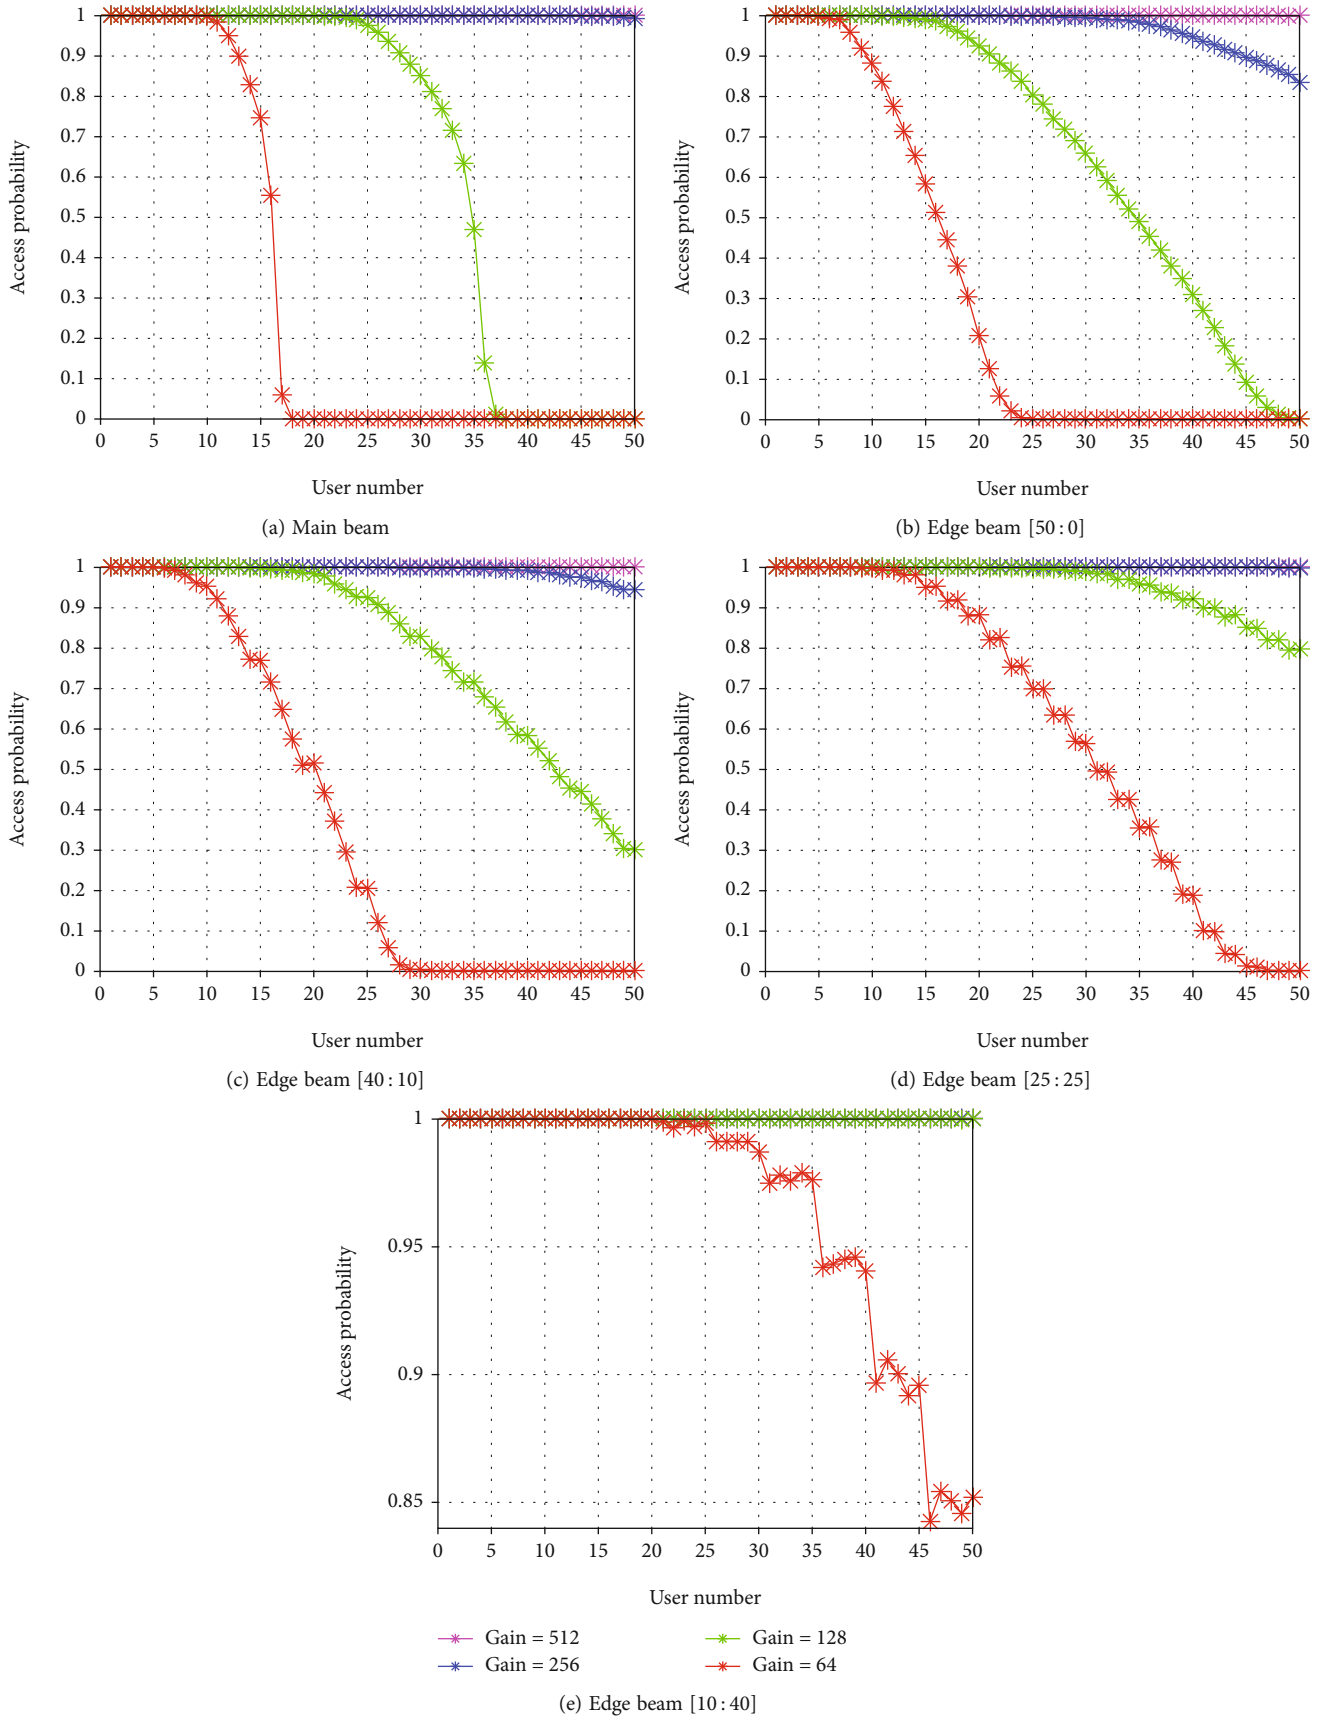 1
0.9
0.8
0.7
0.6
0.5
0.4
0.3
0.2
0.1
0
0 5 10 15 20 25 30 35 40 45 50
Access probability
User number
(a) Main beam
1
0.9
0.8
0.7
0.6
0.5
0.4
0.3
0.2
0.1
0
0 5 10 15 20 25 30 35 40 45 50
Access probability
User number
(b) Edge beam [50 : 0]
1
0.9
0.8
0.7
0.6
0.5
0.4
0.3
0.2
0.1
0
0 5 10 15 20 25 30 35 40 45 50
Access probability
User number
(c) Edge beam [40 : 10]
1
0.9
0.8
0.7
0.6
0.5
0.4
0.3
0.2
0.1
0
0 5 10 15 20 25 30 35 40 45 50
Access probability
User number
(d) Edge beam [25 : 25]
1
0.95
0.9
0.85
0 5 10 15 20 25 30 35 40 45 50
Access probability
User number
Gain = 512
Gain = 256
Gain = 128
Gain = 64
(e) Edge beam [10 : 40]